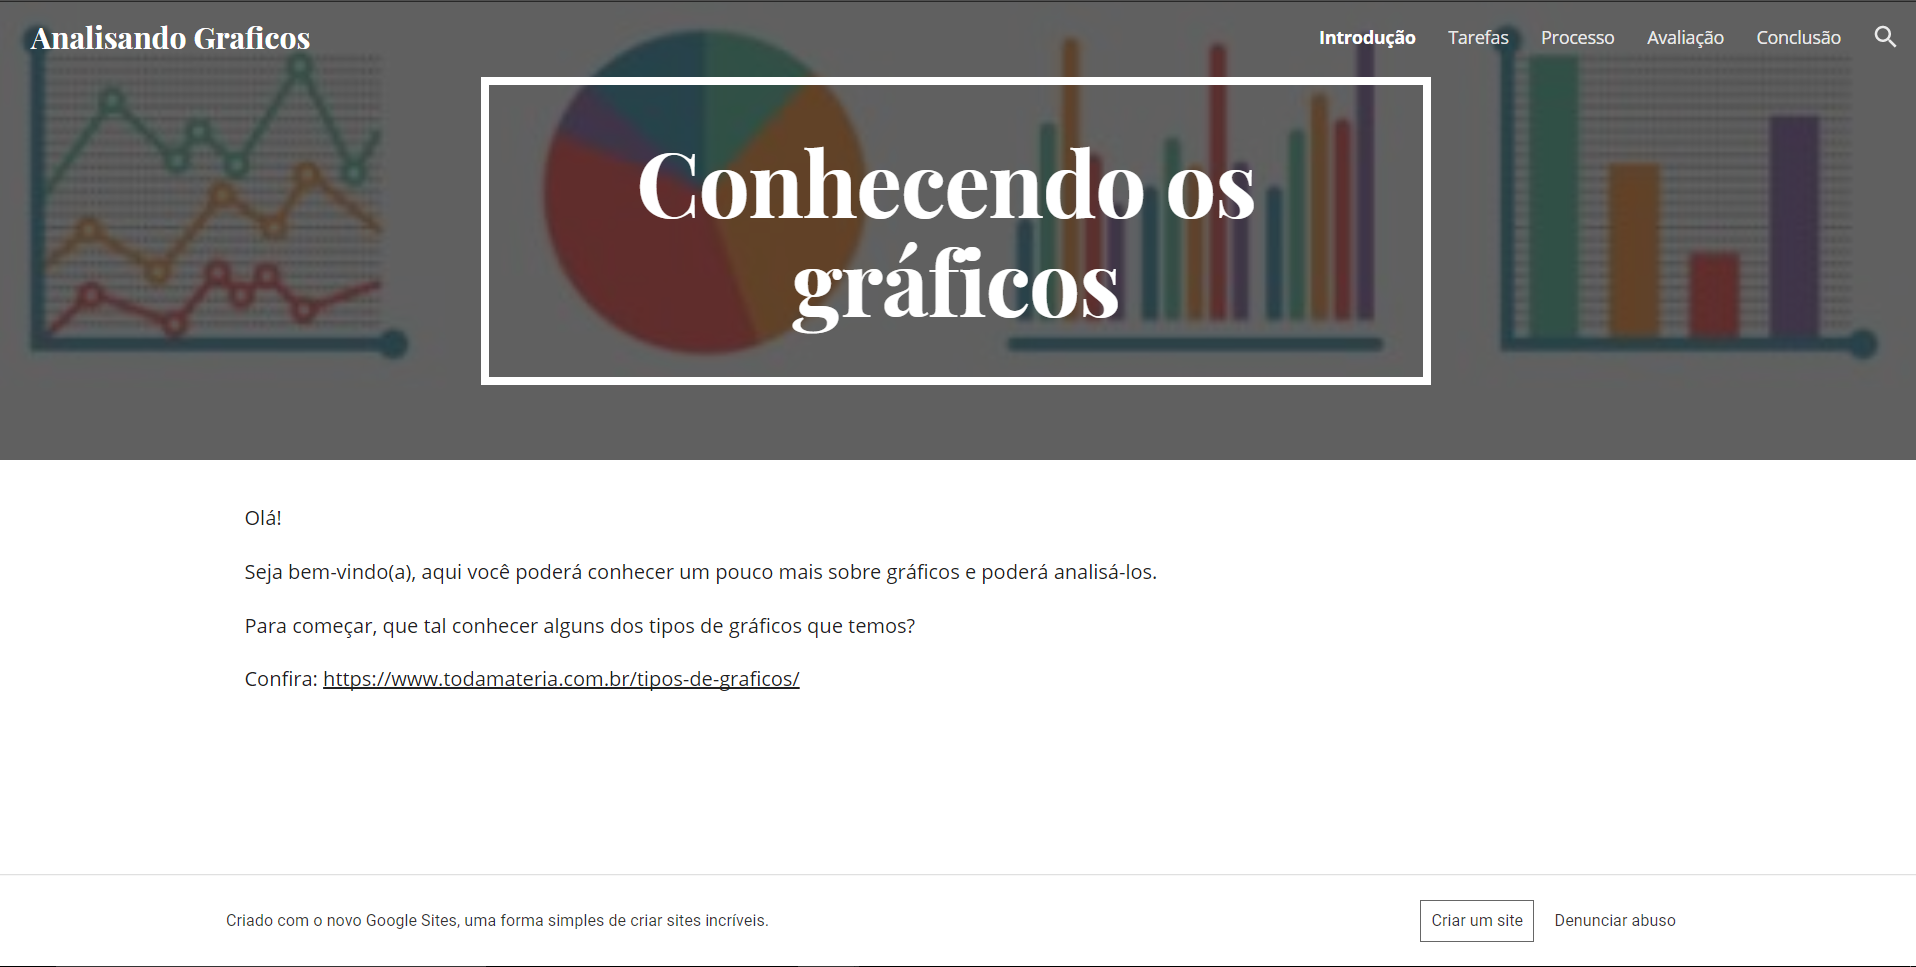 Analisando Graficos
Introdução Tarefas Processo Avaliação Conclusão
Conhecendo os
gráficos
Olá!
Seja bem-vindo(a), aqui você poderá conhecer um pouco mais sobre gráficos e poderá analisá-los.
Para começar, que tal conhecer alguns dos tipos de gráficos que temos?
Confira: https://www.todamateria.com.br/tipos-de-graficos/
Criado com o novo Google Sites, uma forma simples de criar sites incríveis.
Criar um site Denunciar abuso